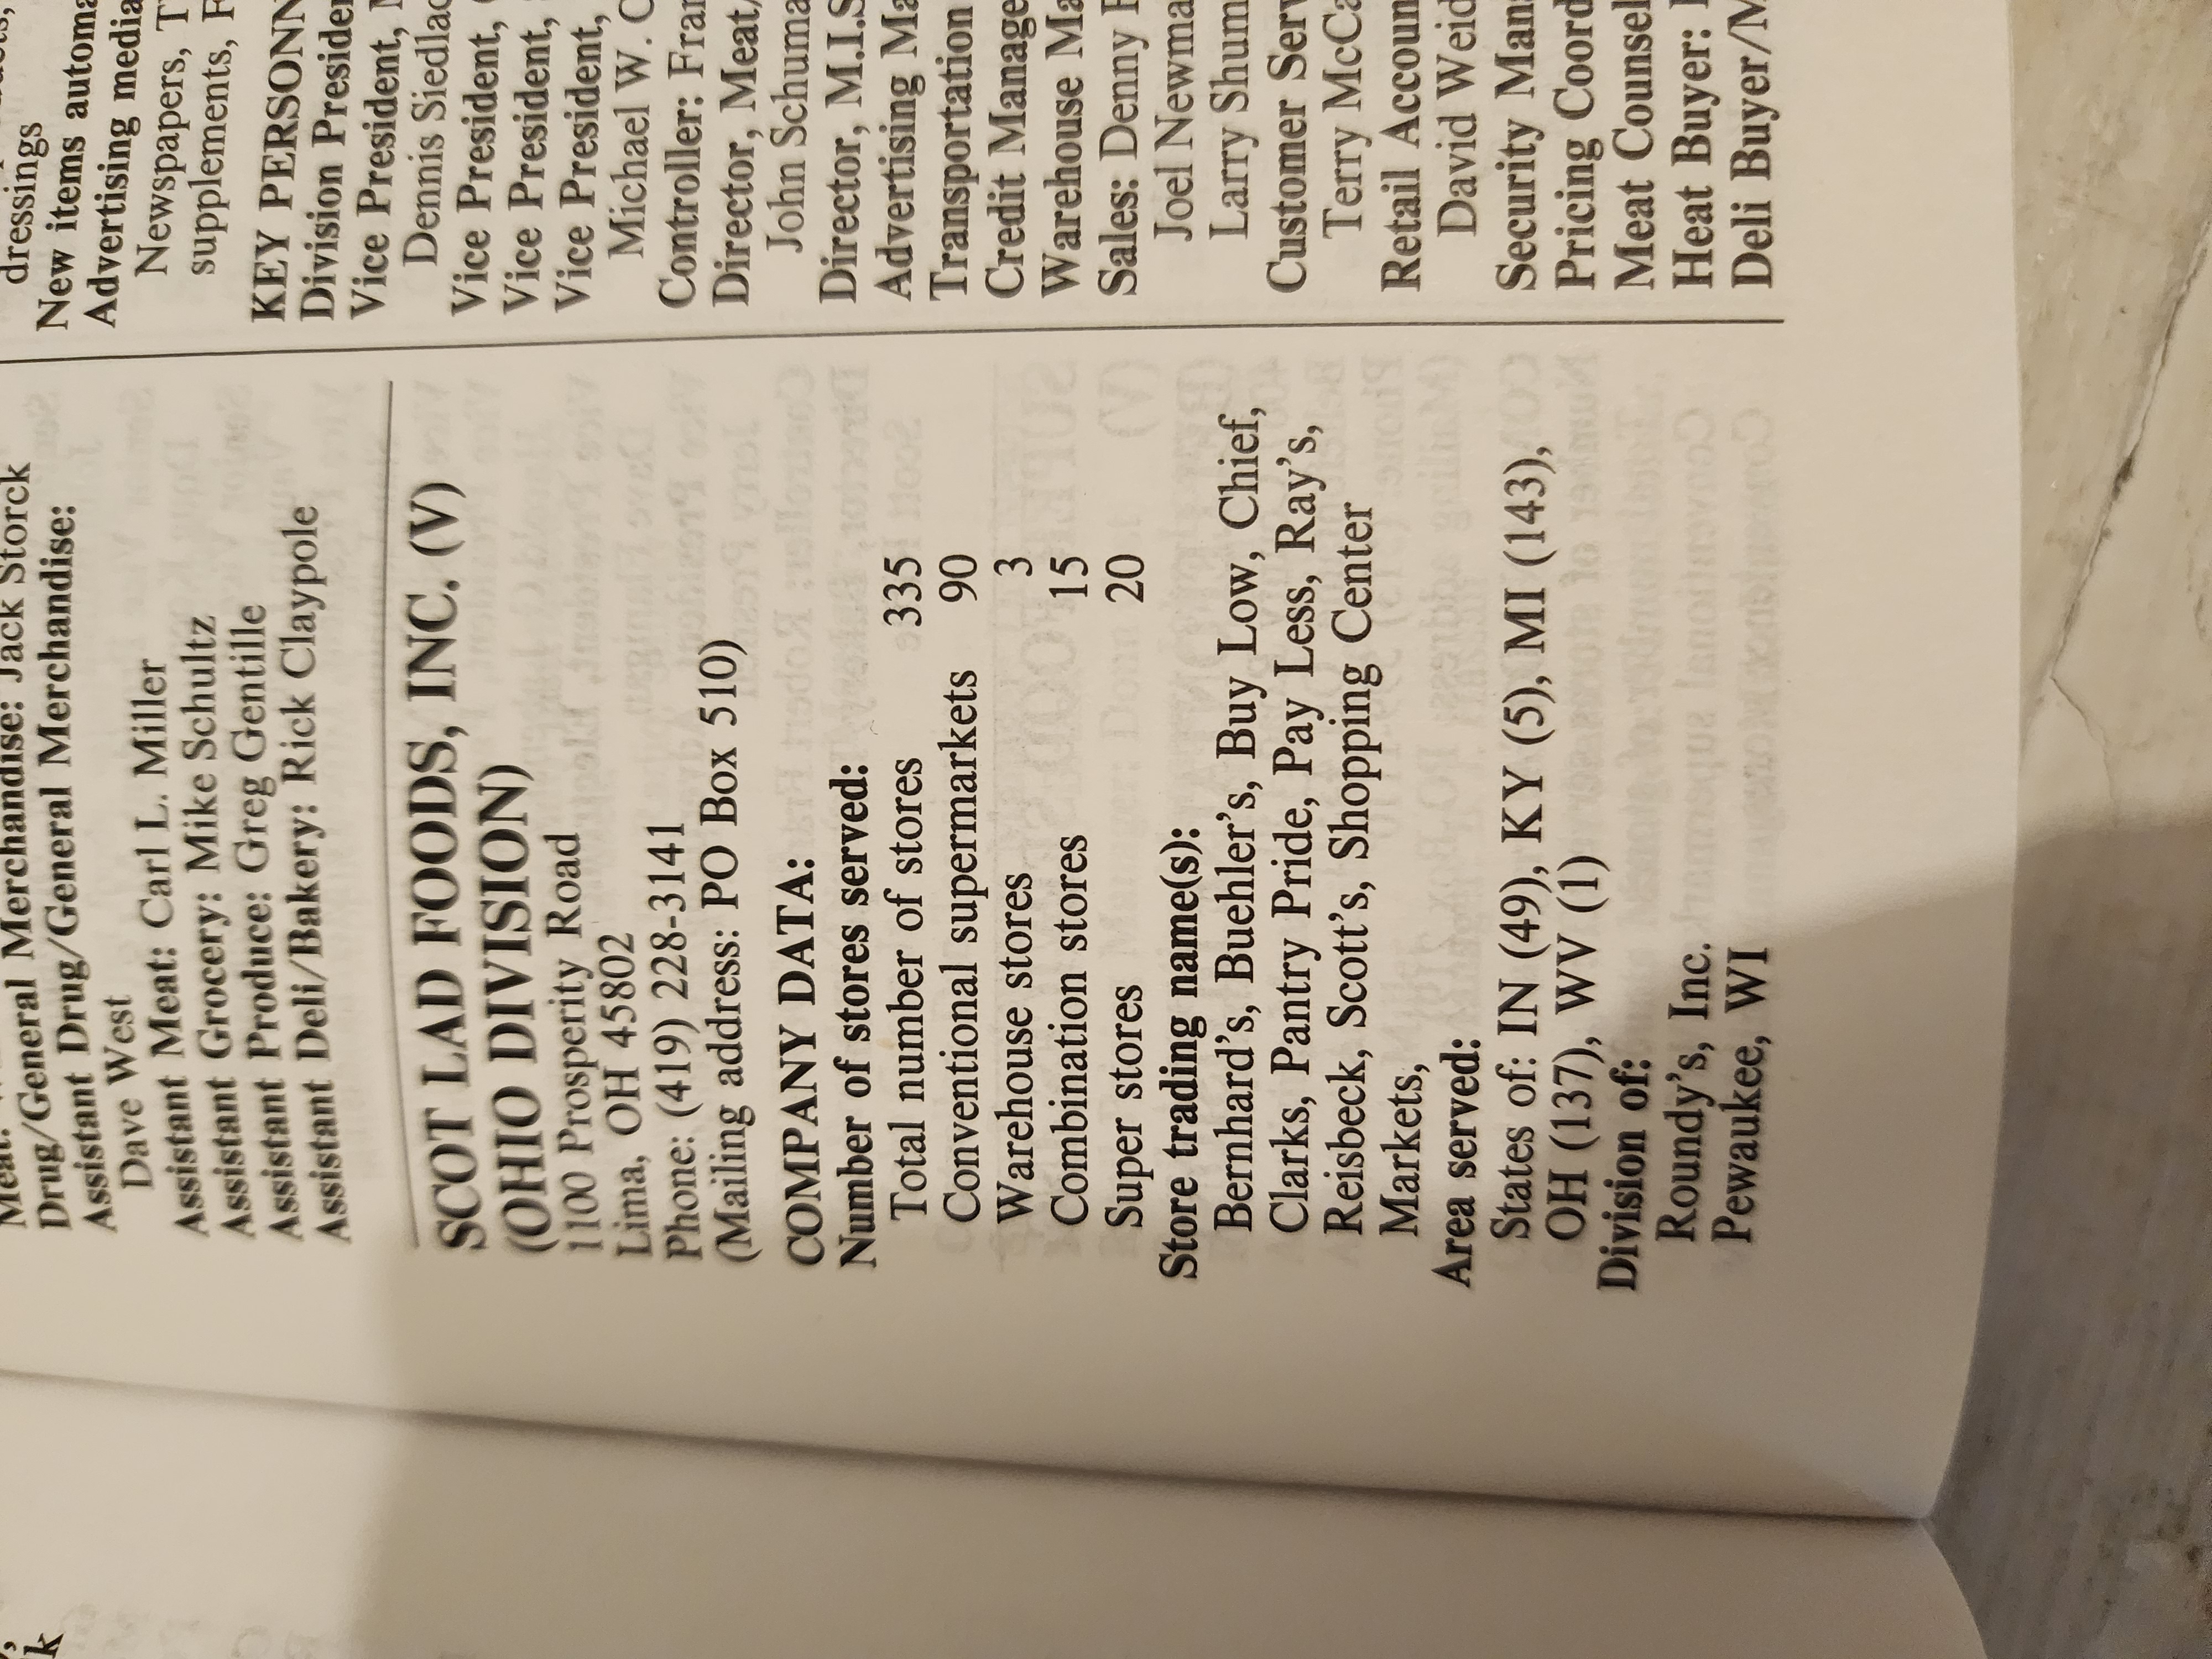 Drug/General Merchandise: Jack Storck
Assistant Drug/General Merchandise:
Dave West
Assistant Meat: Carl L. Miller
Assistant Grocery: Mike Schultz
Assistant Produce: Greg Gentille
Assistant Deli/Bakery: Rick Claypole
SCOT LAD FOODS, INC. (V)
(OHIO DIVISION)
1100 Prosperity Road
Lima, OH 45802
Phone: (419) 228-3141
(Mailing address: PO Box 510)
COMPANY DATA:
Number of stores served:
Total number of stores 335
Conventional supermarkets 90
Warehouse stores 3
Combination stores 15
Super stores 20
Store trading name(s):
Bernhard's, Buehler's, Buy Low, Chief,
Clarks, Pantry Pride, Pay Less, Ray's,
Reisbeck, Scott's, Shopping Center
Markets,
Area served:
States of: IN (49), KY (5), MI (143),
OH (137), WV (1)
Division of:
Roundy's, Inc.
Pewaukee, WI
dressings
New items
Advertising media
Newspapers,
supplements,
KEY
Division
Vice President,
Dennis
Vice President,
Vice President,
Vice President,
Michael W.
Controller:
Director, Meat/
John
Director, M.I.S
Advertising
Transportation
Credit
Warehouse
Sales: Denny
Joel
Larry
Customer
Terry
Retail
David
Security
Pricing
Meat
Heat Buyer:
Deli Buyer/M